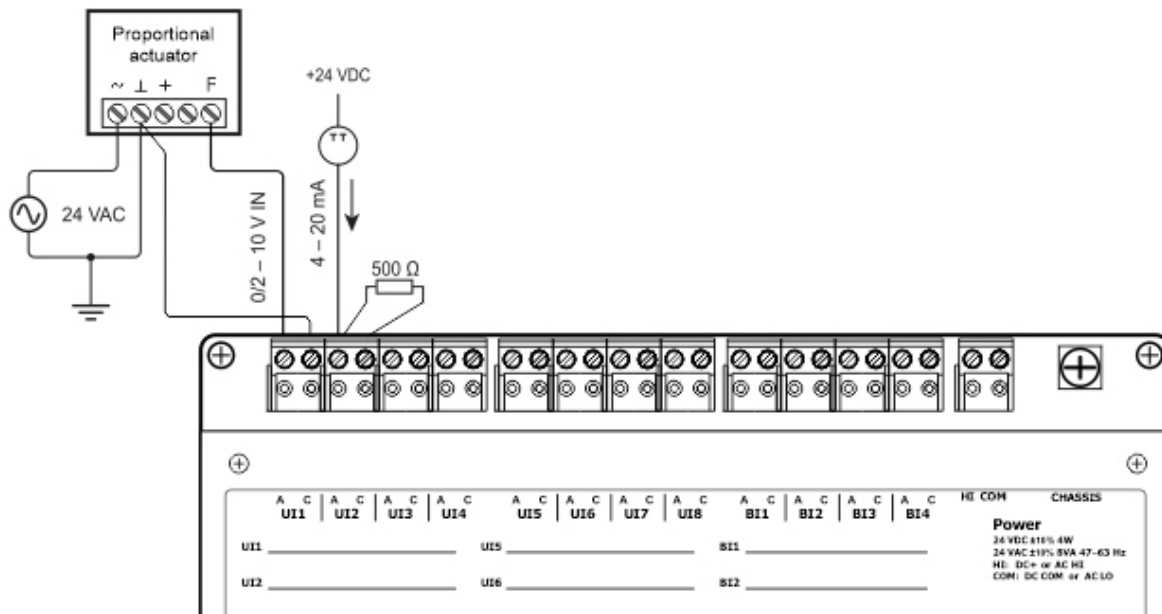 Proportional
actuator
~ ⊥ + F
+24 VDC
TT
24 VAC
0/2 – 10 V IN
4 – 20 mA
500 Ω
A C A C A C A C A C A C A C A C A C A C A C A C HI COM CHASSIS
UI1 UI2 UI3 UI4 UI5 UI6 UI7 UI8 BI1 BI2 BI3 BI4
Power
24 VDC ±10% 4W
24 VAC ±10% 8VA 47-63 Hz
HI: DC+ or AC HI
COM: DC COM or AC LO
UI1 UI5 BI1
UI2 UI6 BI2